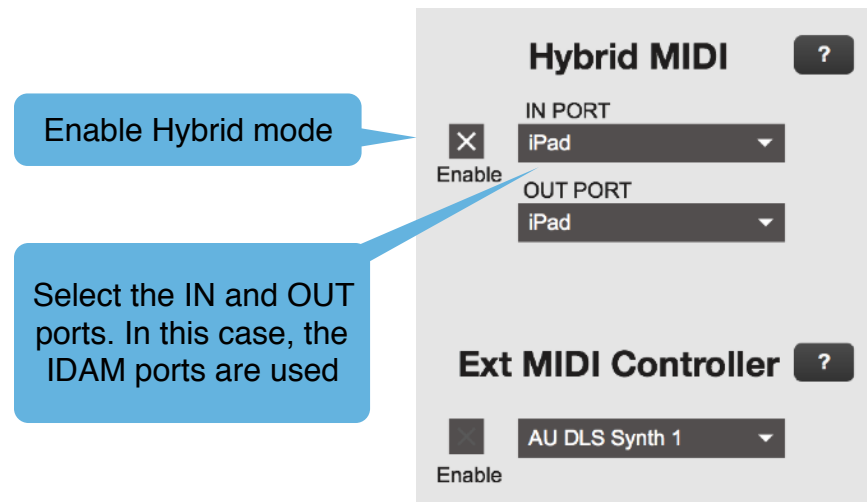 Hybrid MIDI
?
Enable Hybrid mode
IN PORT
iPad
Enable
OUT PORT
iPad
Select the IN and OUT
ports. In this case, the
IDAM ports are used
Ext MIDI Controller
?
AU DLS Synth 1
Enable